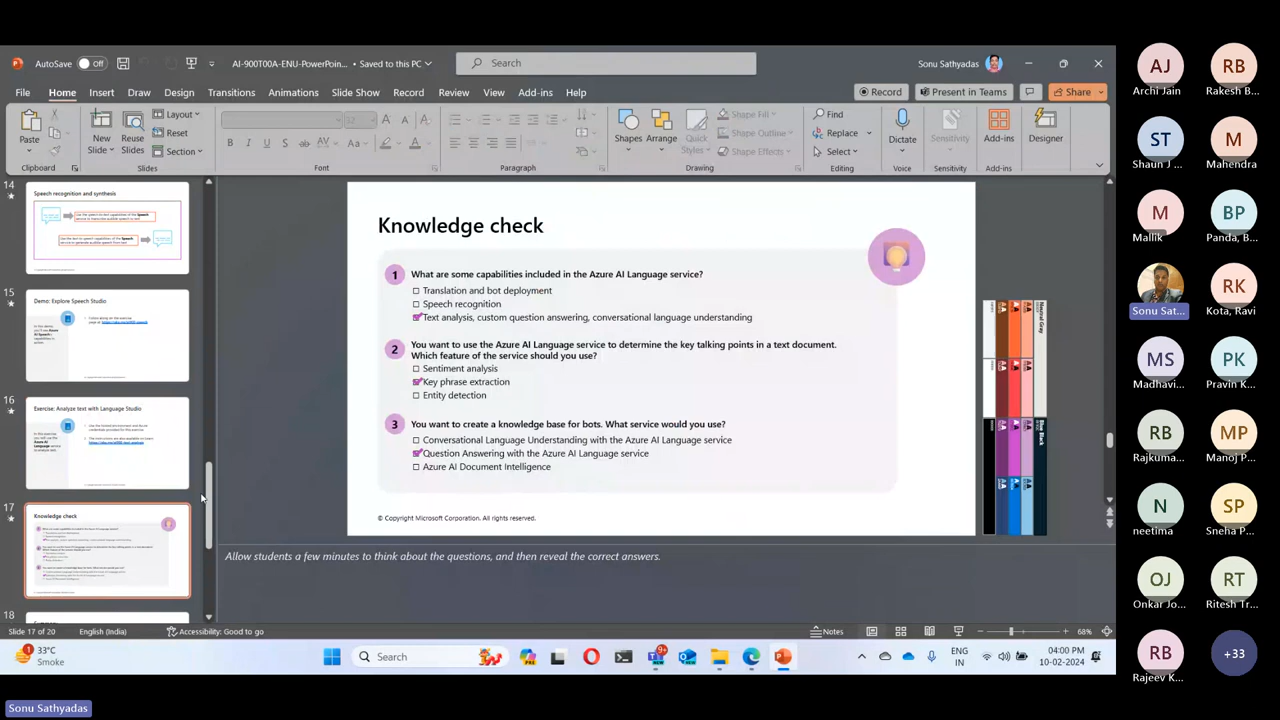 AutoSave Off AI-900T00A-ENU-PowerPoin... • Saved to this PC Search Sonu Sathyadas
File Home Insert Draw Design Transitions Animations Slide Show Record Review View Add-ins Help Record Present in Teams Share
Paste New Slide Reuse Slides Layout Reset Section Shapes Arrange Quick Styles Shape Fill Shape Outline Shape Effects Find Replace Select Dictate Sensitivity Add-ins Designer
Clipboard Slides Font Paragraph Drawing Editing Voice Sensitivity Add-ins
14
Speech recognition and synthesis
15
Demo: Explore Speech Studio
16
Exercise: Analyze text with Language Studio
17
Knowledge check
18
Knowledge check
1 What are some capabilities included in the Azure AI Language service?
Translation and bot deployment
Speech recognition
Text analysis, custom question answering, conversational language understanding
2 You want to use the Azure AI Language service to determine the key talking points in a text document.
Which feature of the service should you use?
Sentiment analysis
Key phrase extraction
Entity detection
3 You want to create a knowledge base for bots. What service would you use?
Conversational Language Understanding with the Azure AI Language service
Question Answering with the Azure AI Language service
Azure AI Document Intelligence
© Copyright Microsoft Corporation. All rights reserved.
Allow students a few minutes to think about the questions, and then reveal the correct answers.
Slide 17 of 20 English (India) Accessibility: Good to go Notes 68%
1 33°C
Smoke
Search
9+
ENG
IN
04:00 PM
10-02-2024
Sonu Sathyadas
AJ RB
Archi Jain Rakesh B...
ST M
Shaun J ... Mahendra
M BP
Mallik Panda, B...
RK
Sonu Sat... Kota, Ravi
MS PK
Madhavi... Pravin K...
RB MP
Rajkuma... Manoj P...
N SP
neetima Sneha P...
OJ RT
Onkar Jo... Ritesh Tr...
RB +33
Rajeev K...